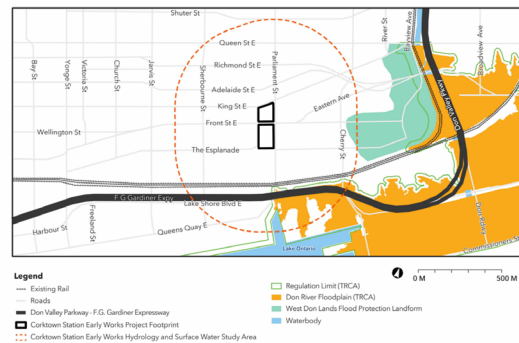 Shuter St
River St
Bayview Ave
Broadview Ave
Queen St E
Bay St
Yonge St
Victoria St
Church St
Jarvis St
Sherbourne St
Parliament St
Richmond St E
Adelaide St E
King St E
Eastern Ave
Don Valley Pkwy
Wellington St
Front St E
The Esplanade
Cherry St
F.G Gardiner Expy
Lake Shore Blvd E
Freeland St
Harbour St
Queens Quay E
Lake Ontario
Don Rdwy
Commissioners St
0 M
500 M
Legend
Existing Rail
Roads
Don Valley Parkway - F.G. Gardiner Expressway
Corktown Station Early Works Project Footprint
Corktown Station Early Works Hydrology and Surface Water Study Area
Regulation Limit (TRCA)
Don River Floodplain (TRCA)
West Don Lands Flood Protection Landform
Waterbody